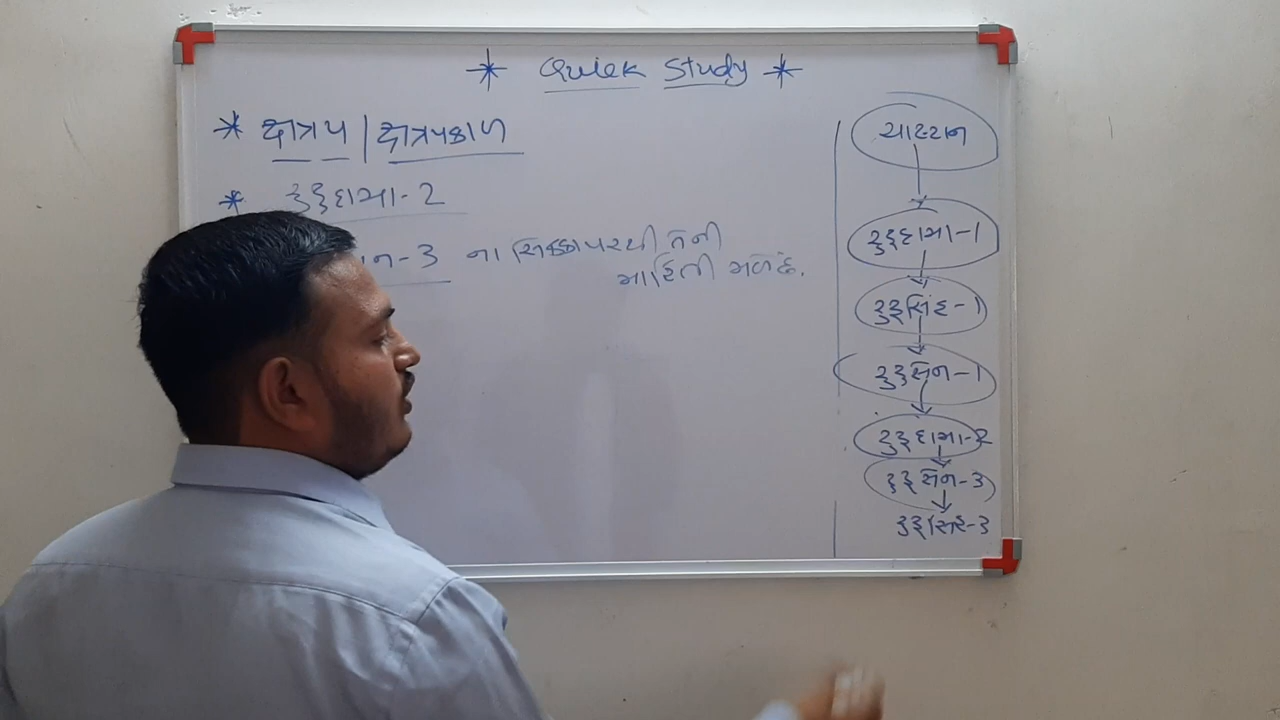 * Quick Study *
* ક્ષત્રપ | ક્ષત્રપકાળ
* રુદ્રદામા-2
ન-3 ના સિક્કા પરથી તેની
માહિતી મળે છે.
ચાષ્ટન
રુદ્રદામા-1
રુદ્રસિંહ-1
રુદ્રસેન-1
રુદ્રદામા-2
રુદ્રસેન-3
રુદ્રસિંહ-3